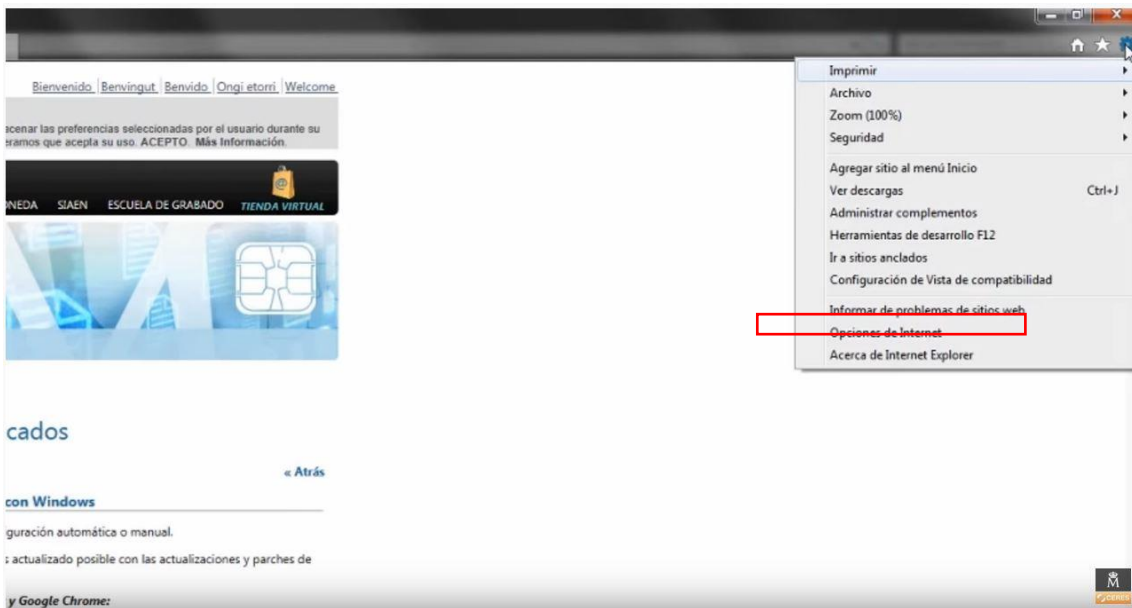 Bienvenido Benvingut Benvido Ongi etorri Welcome
acenar las preferencias seleccionadas por el usuario durante su
eramos que acepta su uso. ACEPTO. Más Información.
ONEDA SIAEN ESCUELA DE GRABADO TIENDA VIRTUAL
Imprimir
Archivo
Zoom (100%)
Seguridad
Agregar sitio al menú Inicio
Ver descargas Ctrl+J
Administrar complementos
Herramientas de desarrollo F12
Ir a sitios anclados
Configuración de Vista de compatibilidad
Informar de problemas de sitios web
Opciones de Internet
Acerca de Internet Explorer
cados
« Atrás
con Windows
guración automática o manual.
s actualizado posible con las actualizaciones y parches de
y Google Chrome:
CERES